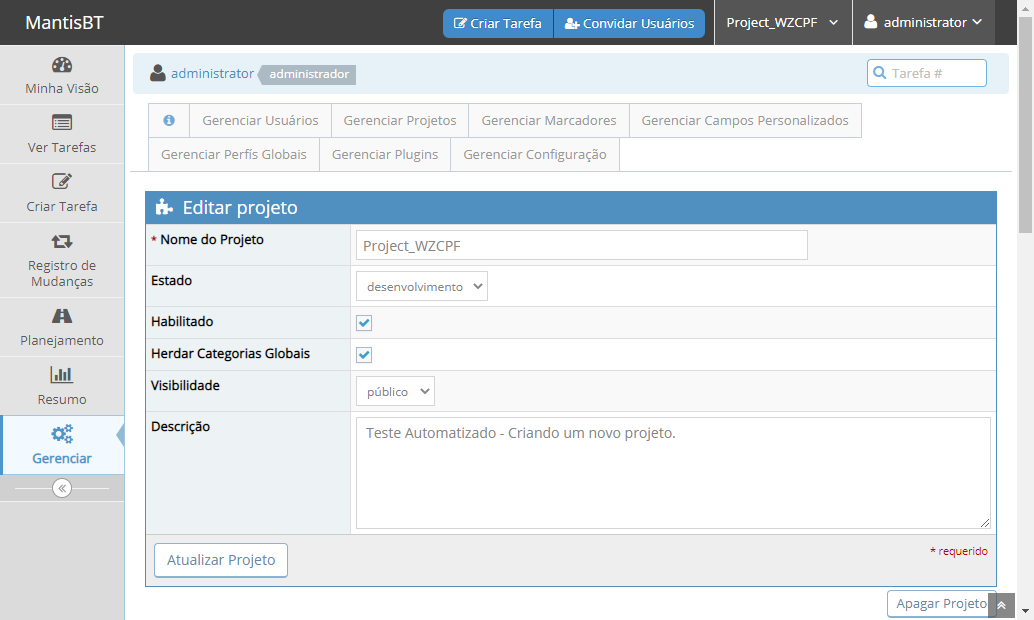 MantisBT
Criar Tarefa
Convidar Usuários
Project_WZCPF
administrator
Minha Visão
Ver Tarefas
Criar Tarefa
Registro de
Mudanças
Planejamento
Resumo
Gerenciar
administrator
administrador
Tarefa #
Gerenciar Usuários
Gerenciar Projetos
Gerenciar Marcadores
Gerenciar Campos Personalizados
Gerenciar Perfís Globais
Gerenciar Plugins
Gerenciar Configuração
Editar projeto
* Nome do Projeto
Project_WZCPF
Estado
desenvolvimento
Habilitado
Herdar Categorias Globais
Visibilidade
público
Descrição
Teste Automatizado - Criando um novo projeto.
Atualizar Projeto
* requerido
Apagar Projeto